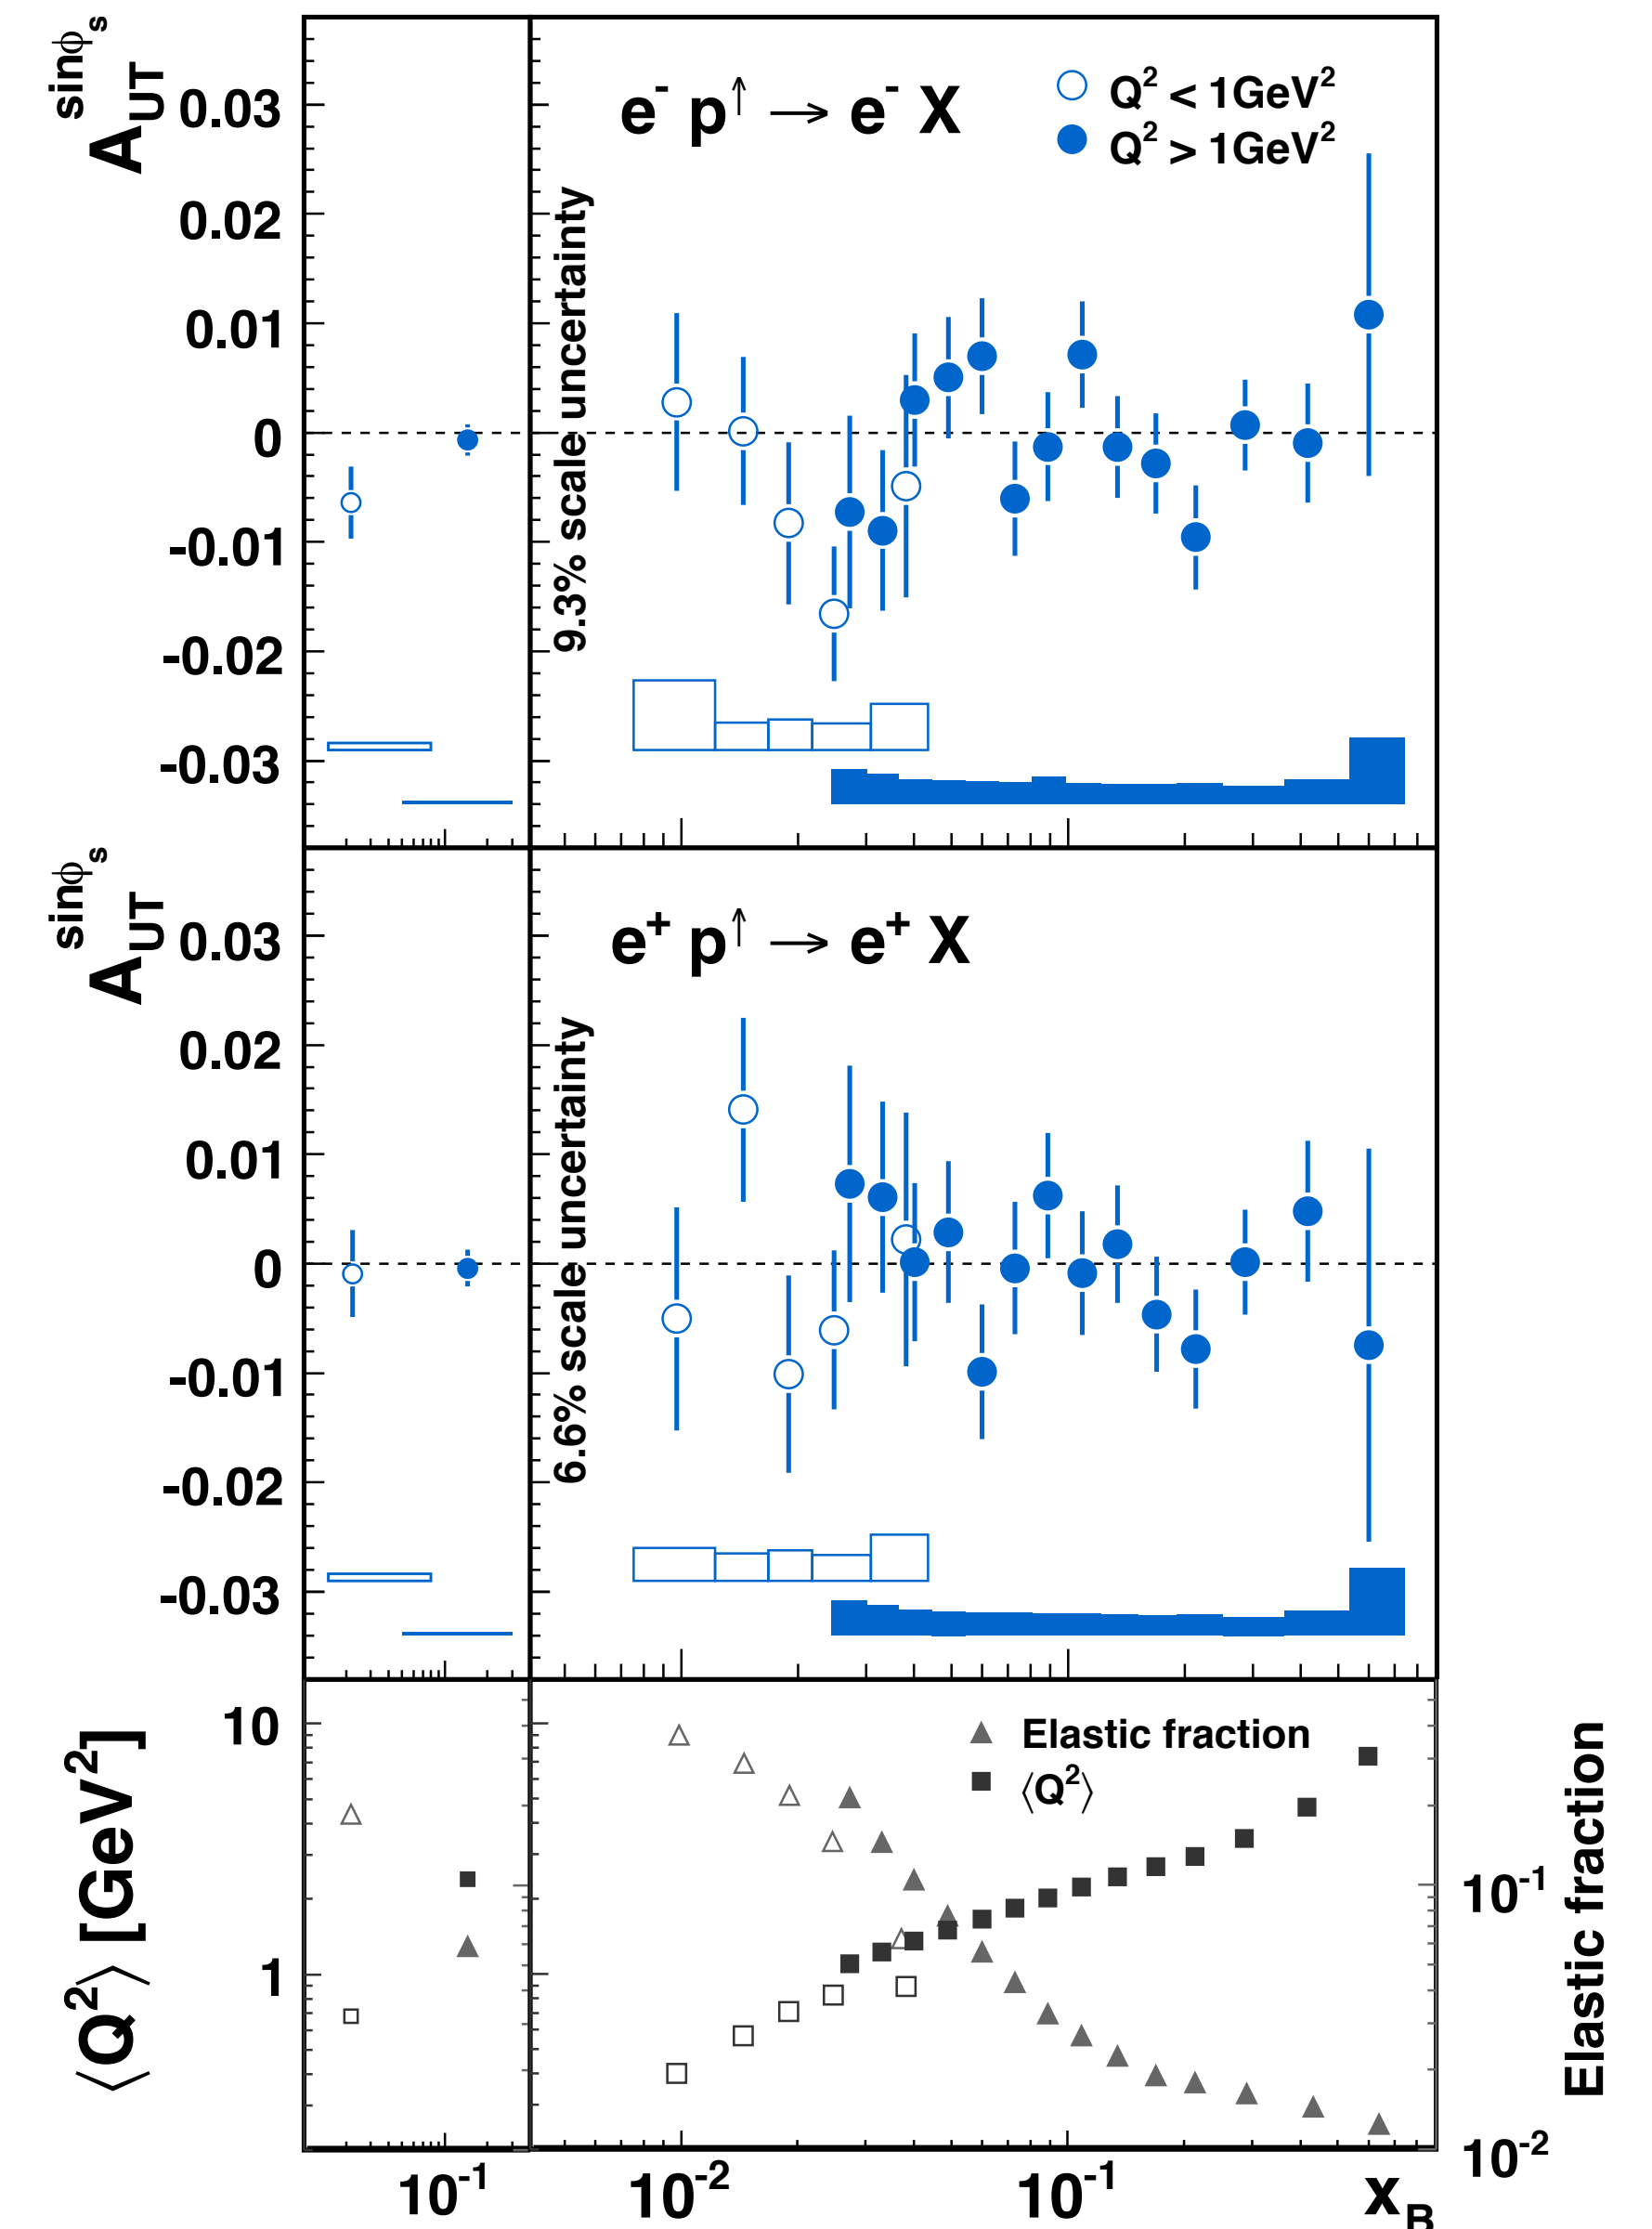 A_UT^sinϕ_s
0.03
0.02
0.01
0
-0.01
-0.02
-0.03
e⁻ p↑ → e⁻ X
Q² < 1GeV²
Q² > 1GeV²
9.3% scale uncertainty
A_UT^sinϕ_s
0.03
0.02
0.01
0
-0.01
-0.02
-0.03
e⁺ p↑ → e⁺ X
6.6% scale uncertainty
⟨Q²⟩ [GeV²]
10
1
Elastic fraction
⟨Q²⟩
Elastic fraction
10⁻¹
10⁻²
10⁻¹
10⁻²
10⁻¹
x_B